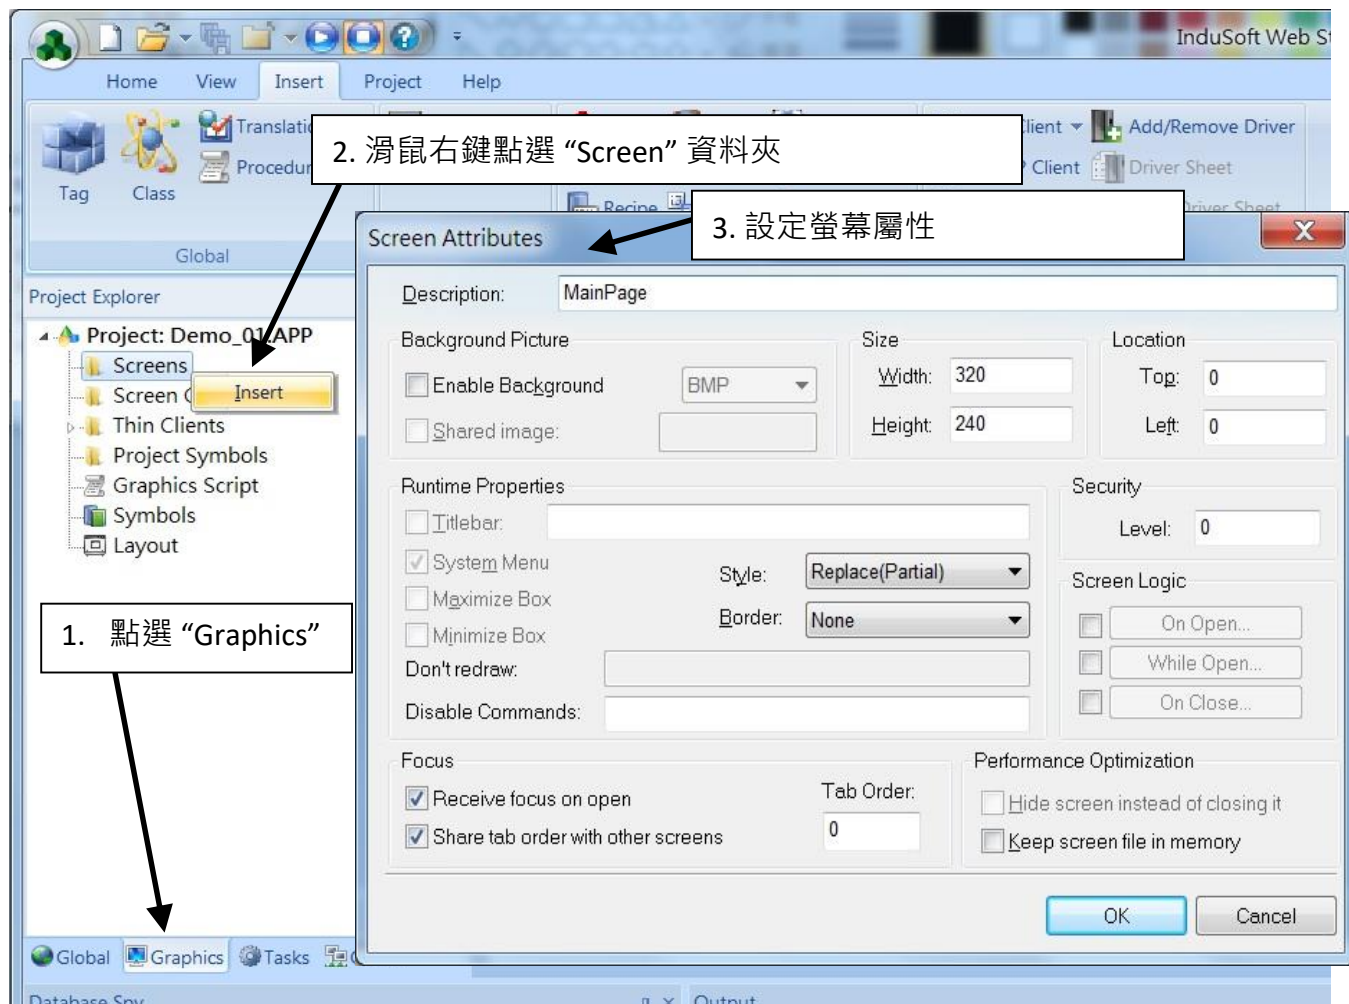 InduSoft Web St
Home View Insert Project Help
Translatio
Procedur
Tag Class
Global
2. 滑鼠右鍵點選 “Screen” 資料夾
Client
Add/Remove Driver
Client
Driver Sheet
Recipe
Driver Sheet
3. 設定螢幕屬性
Project Explorer
Project: Demo_01.APP
Screens
Screen
Insert
Thin Clients
Project Symbols
Graphics Script
Symbols
Layout
1. 點選 “Graphics”
Global Graphics Tasks
Database Spy
Output
Screen Attributes
Description: MainPage
Background Picture
Enable Background BMP
Shared image:
Size
Width: 320
Height: 240
Location
Top: 0
Left: 0
Runtime Properties
Titlebar:
System Menu
Maximize Box
Minimize Box
Style: Replace(Partial)
Border: None
Don't redraw:
Disable Commands:
Security
Level: 0
Screen Logic
On Open...
While Open...
On Close...
Focus
Receive focus on open
Share tab order with other screens
Tab Order:
0
Performance Optimization
Hide screen instead of closing it
Keep screen file in memory
OK Cancel